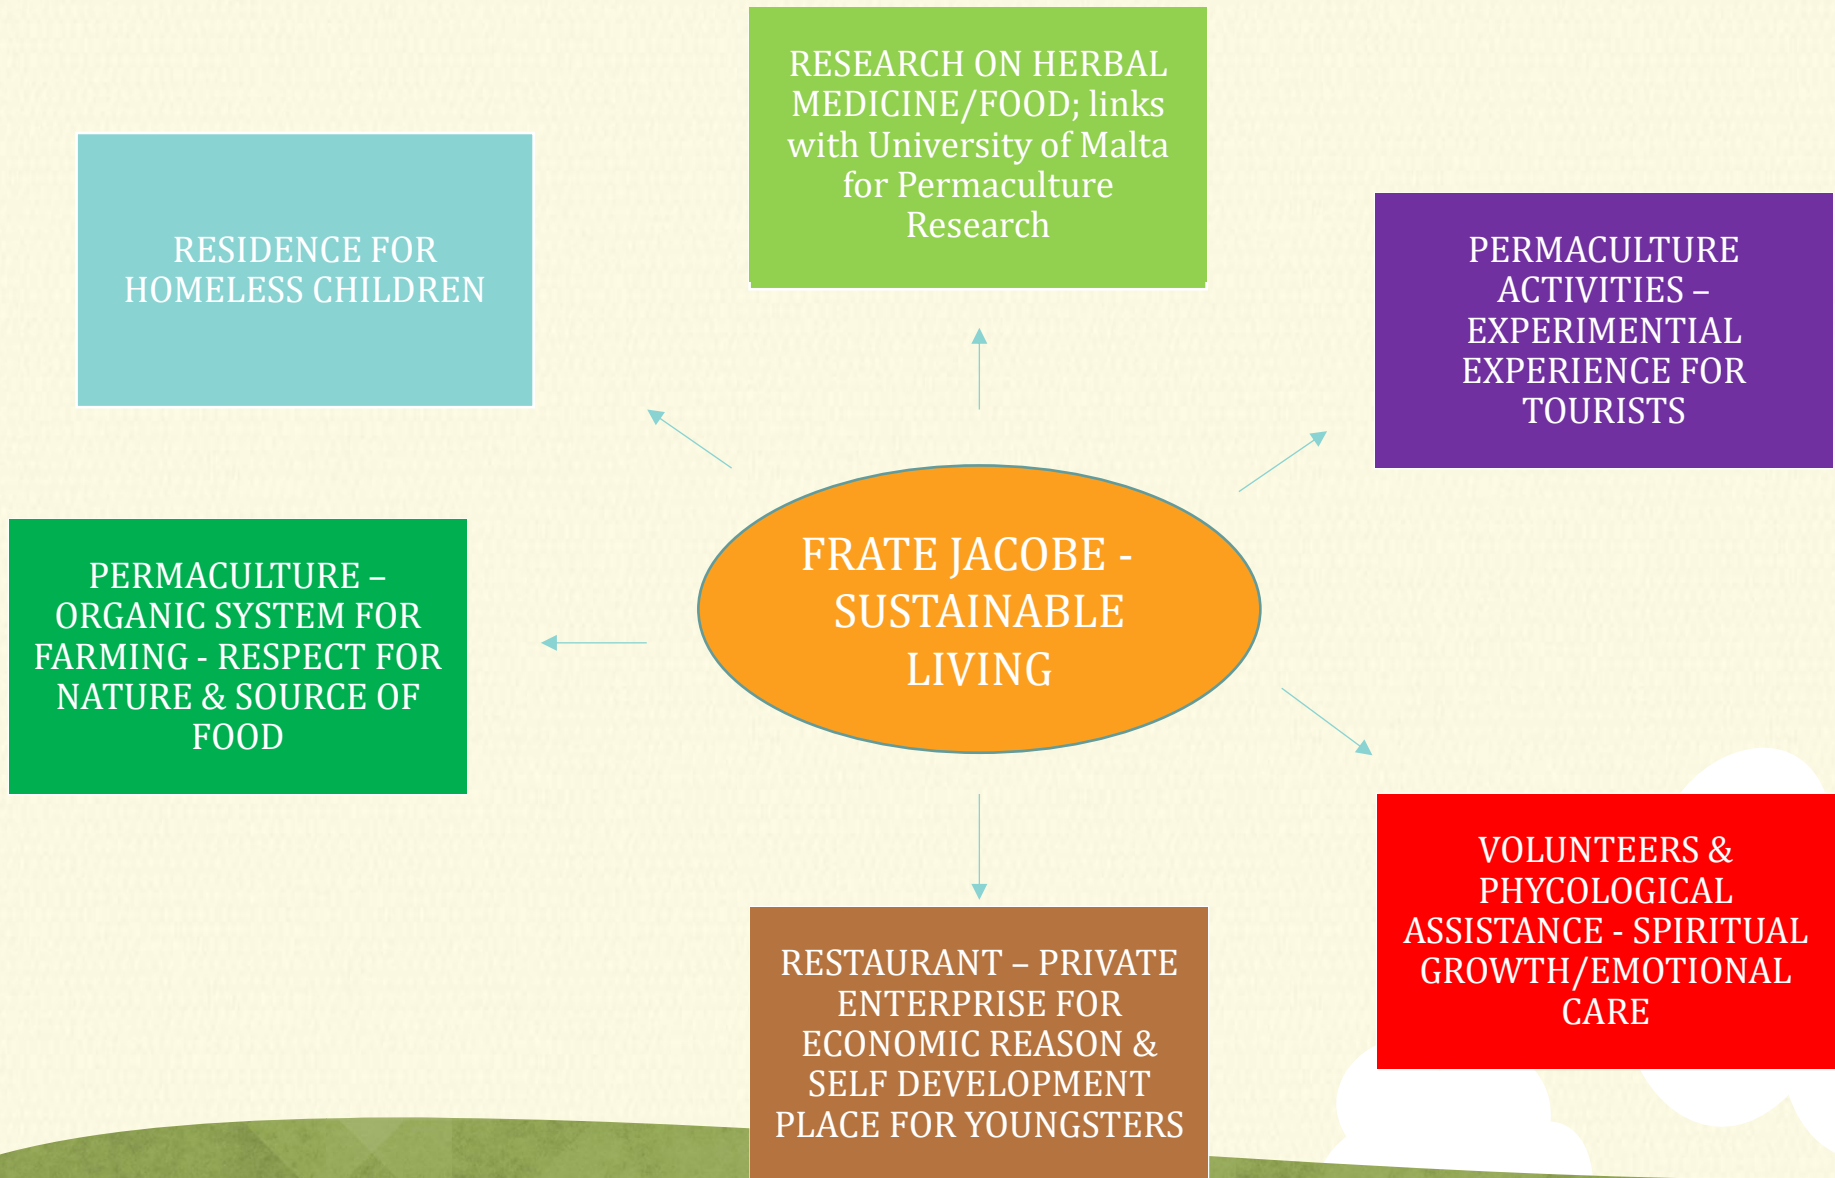 RESEARCH ON HERBAL
MEDICINE/FOOD; links
with University of Malta
for Permaculture
Research
RESIDENCE FOR
HOMELESS CHILDREN
PERMACULTURE
ACTIVITIES –
EXPERIMENTIAL
EXPERIENCE FOR
TOURISTS
FRATE JACOBE -
SUSTAINABLE
LIVING
PERMACULTURE –
ORGANIC SYSTEM FOR
FARMING - RESPECT FOR
NATURE & SOURCE OF
FOOD
VOLUNTEERS &
PHYCOLOGICAL
ASSISTANCE - SPIRITUAL
GROWTH/EMOTIONAL
CARE
RESTAURANT – PRIVATE
ENTERPRISE FOR
ECONOMIC REASON &
SELF DEVELOPMENT
PLACE FOR YOUNGSTERS